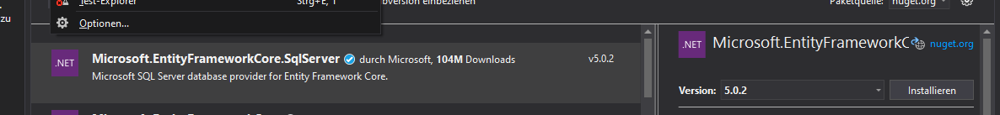 zu
Test-Explorer Strg+E, T
version einbeziehen
Paketquelle: nuget.org
Optionen...
.NET Microsoft.EntityFrameworkCore.SqlServer durch Microsoft, 104M Downloads v5.0.2
Microsoft SQL Server database provider for Entity Framework Core.
.NET Microsoft.EntityFrameworkC nuget.org
Version: 5.0.2 Installieren